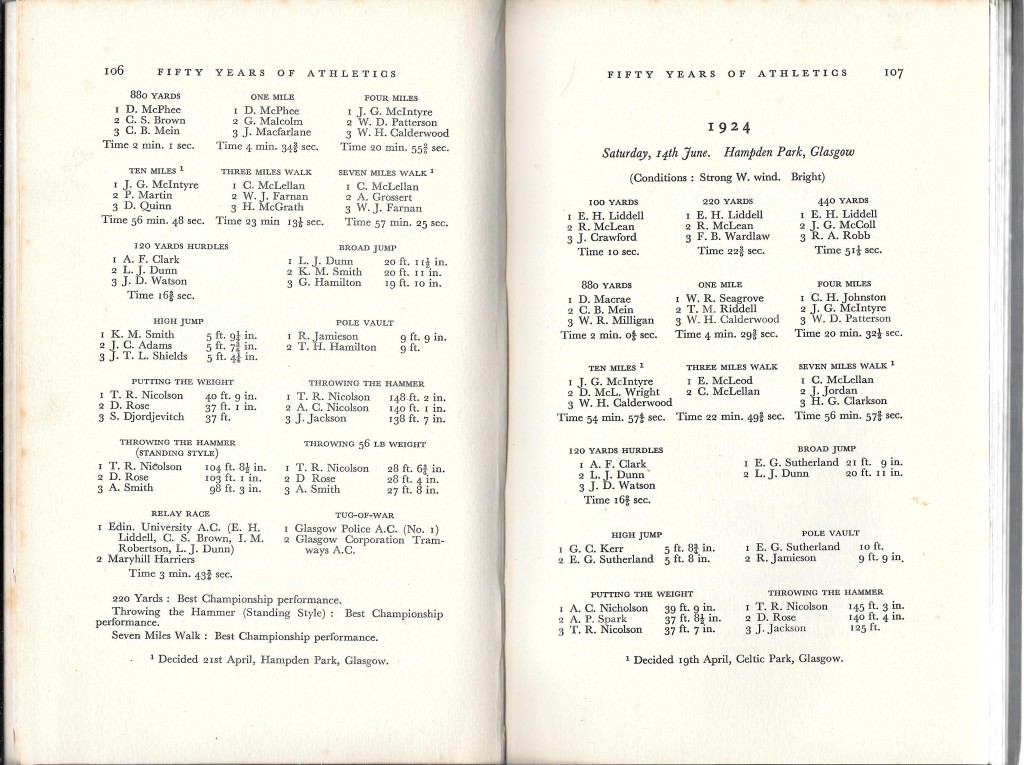 106 FIFTY YEARS OF ATHLETICS
880 YARDS
1 D. McPhee
2 C. S. Brown
3 C. B. Mein
Time 2 min. 1 sec.
ONE MILE
1 D. McPhee
2 G. Malcolm
3 J. Macfarlane
Time 4 min. 34⅗ sec.
FOUR MILES
1 J. G. McIntyre
2 W. D. Patterson
3 W. H. Calderwood
Time 20 min. 55⅗ sec.
TEN MILES ¹
1 J. G. McIntyre
2 P. Martin
3 D. Quinn
Time 56 min. 48 sec.
THREE MILES WALK
1 C. McLellan
2 W. J. Farnan
3 H. McGrath
Time 23 min 13⅕ sec.
SEVEN MILES WALK ¹
1 C. McLellan
2 A. Grossert
3 W. J. Farnan
Time 57 min. 25 sec.
120 YARDS HURDLES
1 A. F. Clark
2 L. J. Dunn
3 J. D. Watson
Time 16⅗ sec.
BROAD JUMP
1 L. J. Dunn 20 ft. 11½ in.
2 K. M. Smith 20 ft. 11 in.
3 G. Hamilton 19 ft. 10 in.
HIGH JUMP
1 K. M. Smith 5 ft. 9¼ in.
2 J. C. Adams 5 ft. 7¾ in.
3 J. T. L. Shields 5 ft. 4¼ in.
POLE VAULT
1 R. Jamieson 9 ft. 9 in.
2 T. H. Hamilton 9 ft.
PUTTING THE WEIGHT
1 T. R. Nicolson 40 ft. 9 in.
2 D. Rose 37 ft. 1 in.
3 S. Djordjevitch 37 ft.
THROWING THE HAMMER
1 T. R. Nicolson 148 ft. 2 in.
2 A. C. Nicolson 140 ft. 1 in.
3 J. Jackson 138 ft. 7 in.
THROWING THE HAMMER
(STANDING STYLE)
1 T. R. Nicolson 104 ft. 8½ in.
2 D. Rose 103 ft. 1 in.
3 A. Smith 98 ft. 3 in.
THROWING 56 LB WEIGHT
1 T. R. Nicolson 28 ft. 6¾ in.
2 D Rose 28 ft. 4 in.
3 A. Smith 27 ft. 8 in.
RELAY RACE
1 Edin. University A.C. (E. H.
Liddell, C. S. Brown, I. M.
Robertson, L. J. Dunn)
2 Maryhill Harriers
Time 3 min. 43⅗ sec.
TUG-OF-WAR
1 Glasgow Police A.C. (No. 1)
2 Glasgow Corporation Tram-
ways A.C.
220 Yards : Best Championship performance.
Throwing the Hammer (Standing Style) : Best Championship
performance.
Seven Miles Walk : Best Championship performance.
¹ Decided 21st April, Hampden Park, Glasgow.
FIFTY YEARS OF ATHLETICS 107
1924
Saturday, 14th June. Hampden Park, Glasgow
(Conditions : Strong W. wind. Bright)
100 YARDS
1 E. H. Liddell
2 R. McLean
3 J. Crawford
Time 10 sec.
220 YARDS
1 E. H. Liddell
2 R. McLean
3 F. B. Wardlaw
Time 22⅗ sec.
440 YARDS
1 E. H. Liddell
2 J. G. McColl
3 R. A. Robb
Time 51⅕ sec.
880 YARDS
1 D. Macrae
2 C. B. Mein
3 W. R. Milligan
Time 2 min. 0⅘ sec.
ONE MILE
1 W. R. Seagrove
2 T. M. Riddell
3 W. H. Calderwood
Time 4 min. 29⅗ sec.
FOUR MILES
1 C. H. Johnston
2 J. G. McIntyre
3 W. D. Patterson
Time 20 min. 32⅕ sec.
TEN MILES ¹
1 J. G. McIntyre
2 D. McL. Wright
3 W. H. Calderwood
Time 54 min. 57⅘ sec.
THREE MILES WALK
1 E. McLeod
2 C. McLellan
Time 22 min. 49⅗ sec.
SEVEN MILES WALK ¹
1 C. McLellan
2 J. Jordan
3 H. G. Clarkson
Time 56 min. 57⅗ sec.
120 YARDS HURDLES
1 A. F. Clark
2 L. J. Dunn
3 J. D. Watson
Time 16⅗ sec.
BROAD JUMP
1 E. G. Sutherland 21 ft. 9 in.
2 L. J. Dunn 20 ft. 11 in.
HIGH JUMP
1 G. C. Kerr 5 ft. 8¾ in.
2 E. G. Sutherland 5 ft. 8 in.
POLE VAULT
1 E. G. Sutherland 10 ft.
2 R. Jamieson 9 ft. 9 in.
PUTTING THE WEIGHT
1 A. C. Nicholson 39 ft. 9 in.
2 A. P. Spark 37 ft. 8½ in.
3 T. R. Nicolson 37 ft. 7 in.
THROWING THE HAMMER
1 T. R. Nicolson 145 ft. 3 in.
2 D. Rose 140 ft. 4 in.
3 J. Jackson 125 ft.
¹ Decided 19th April, Celtic Park, Glasgow.